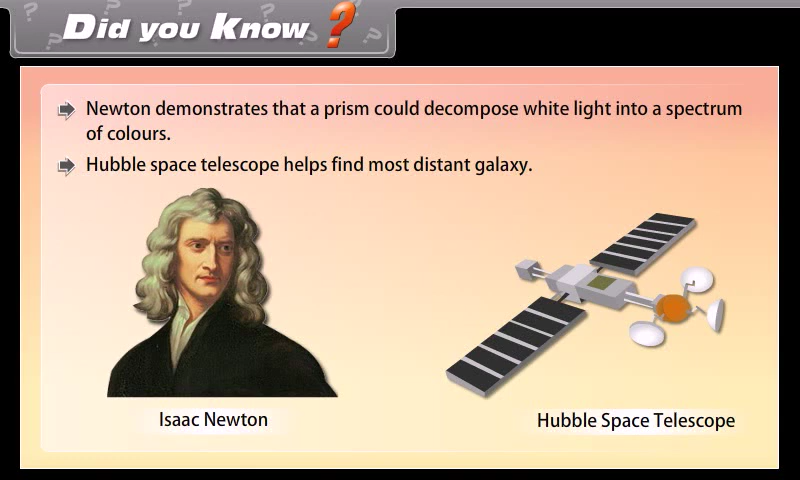 Did you Know ?
Newton demonstrates that a prism could decompose white light into a spectrum
of colours.
Hubble space telescope helps find most distant galaxy.
Isaac Newton
Hubble Space Telescope